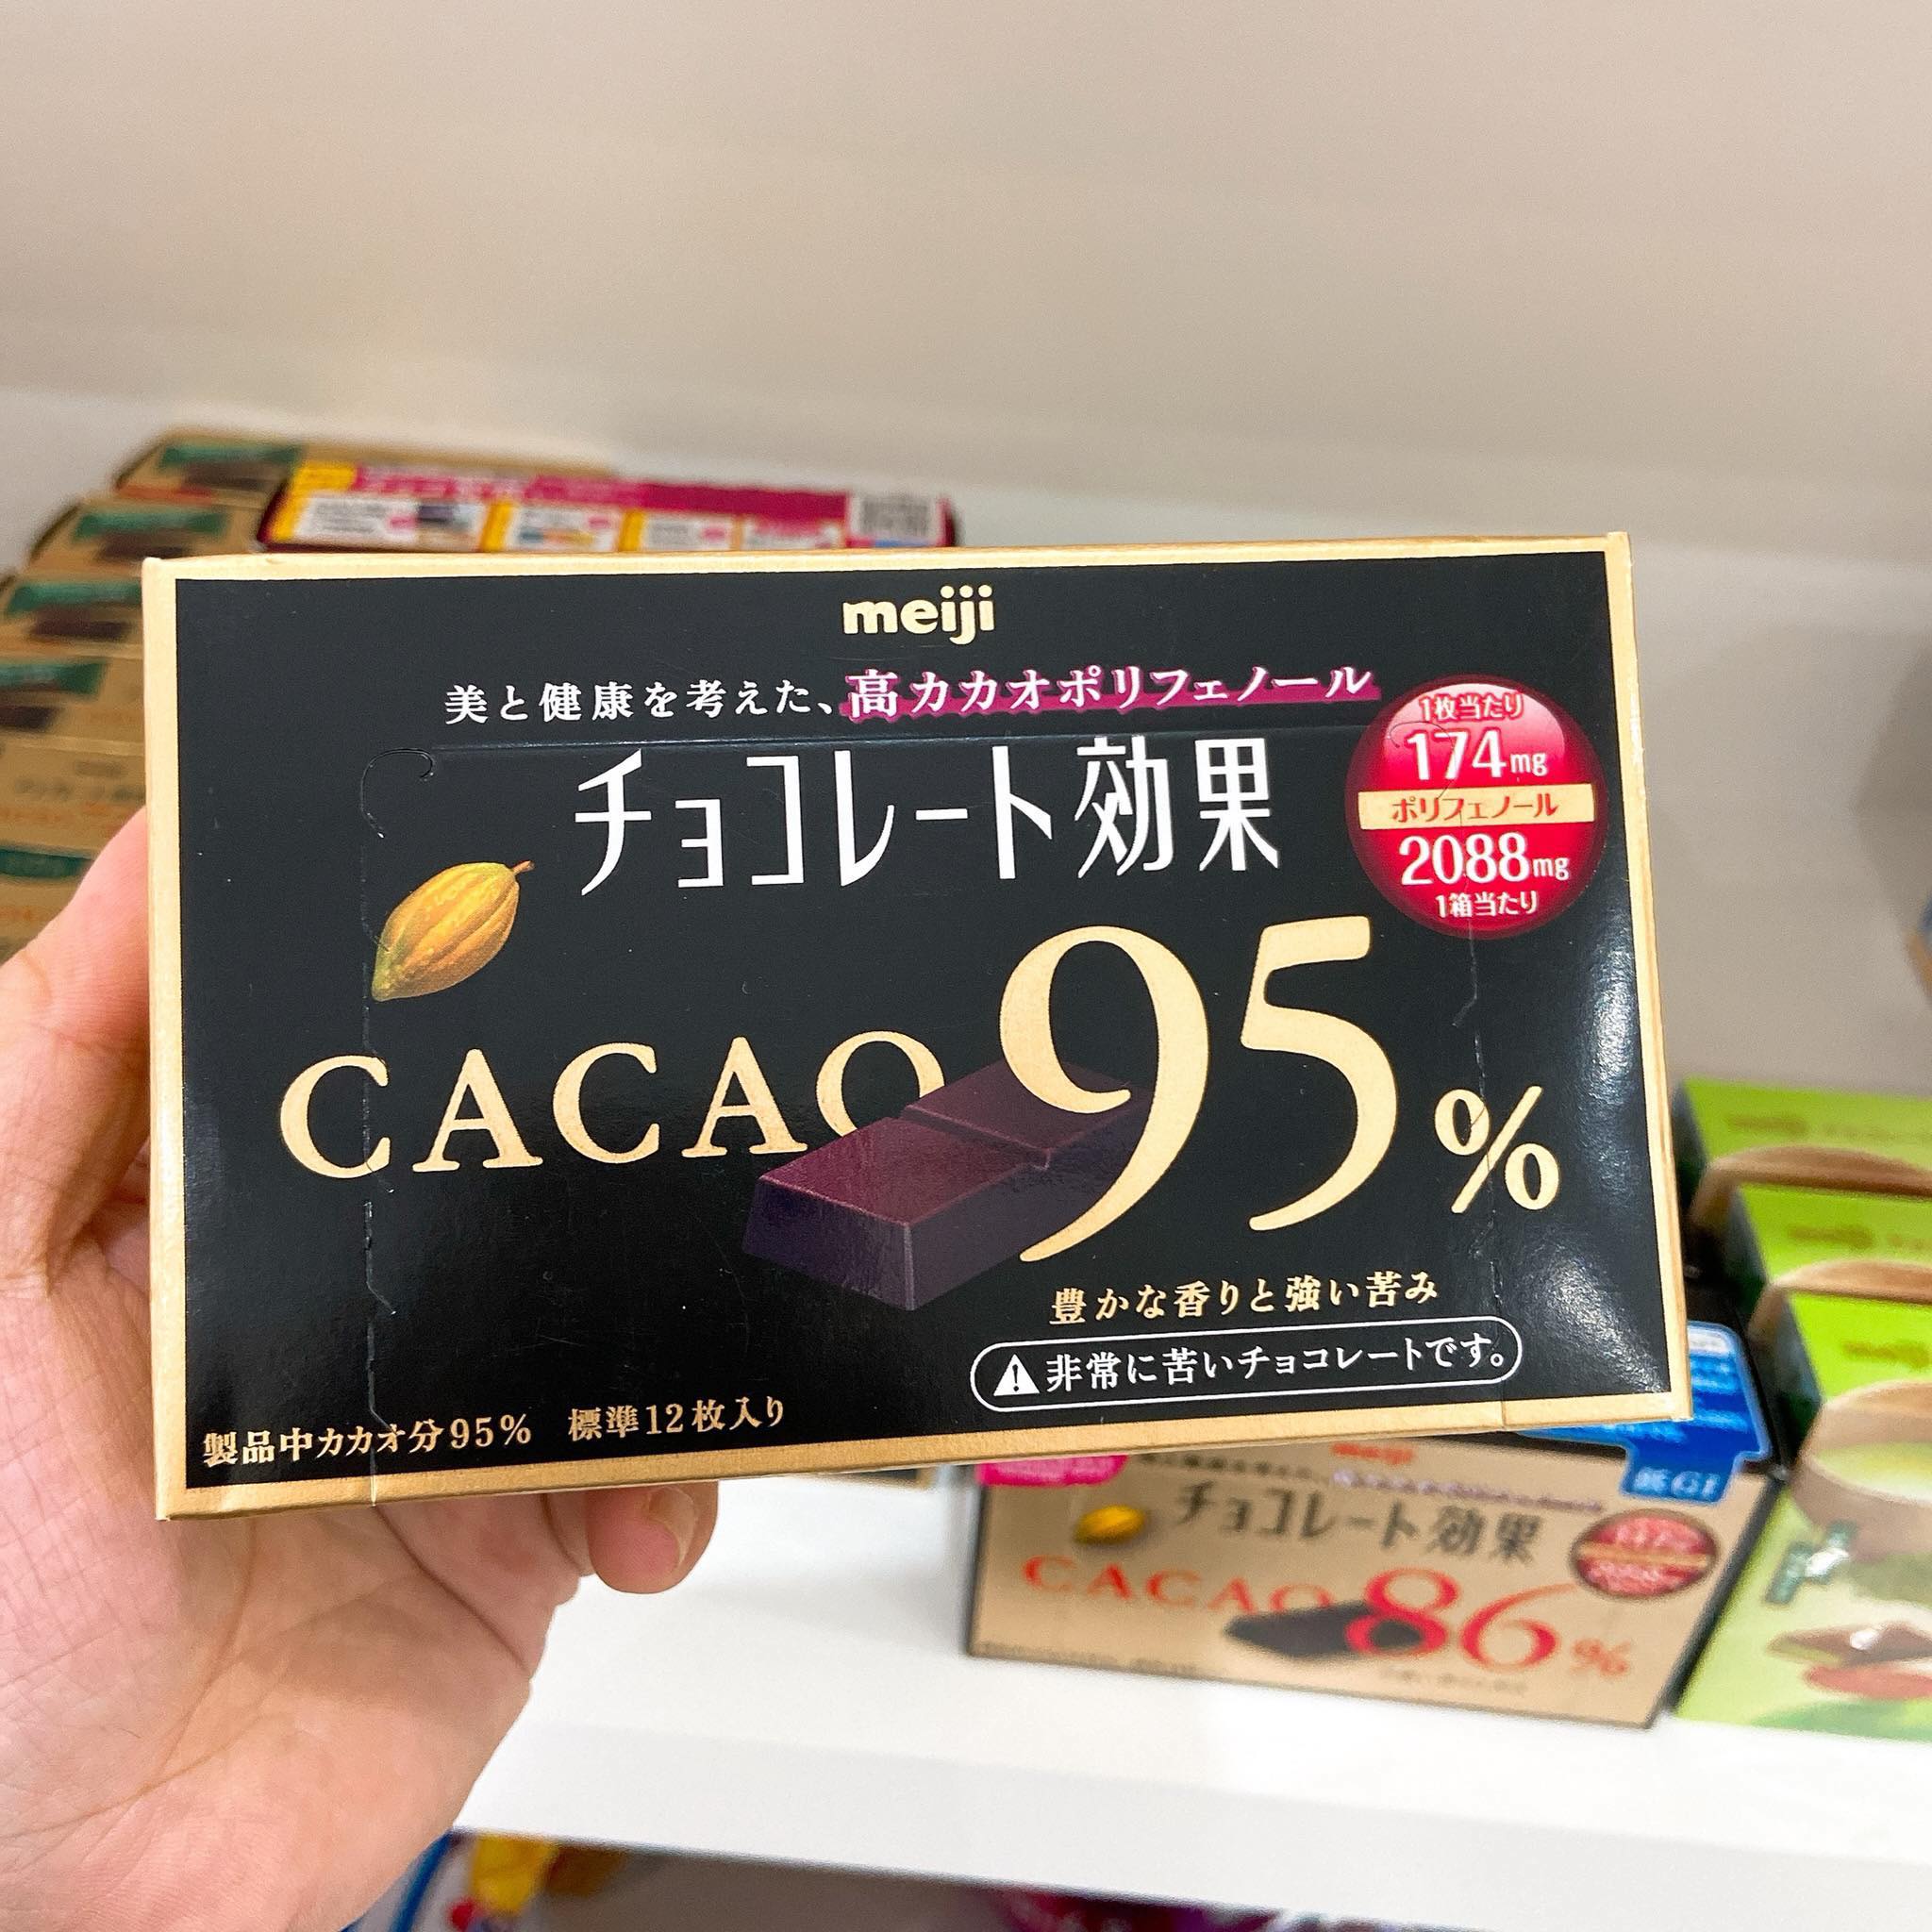 meiji
美と健康を考えた、高カカオポリフェノール
チョコレート効果
1枚当たり
174mg
ポリフェノール
2088mg
1箱当たり
CACAO 95%
豊かな香りと強い苦み
非常に苦いチョコレートです。
製品中カカオ分95% 標準12枚入り
meiji
低GI
チョコレート効果
CACAO 86%